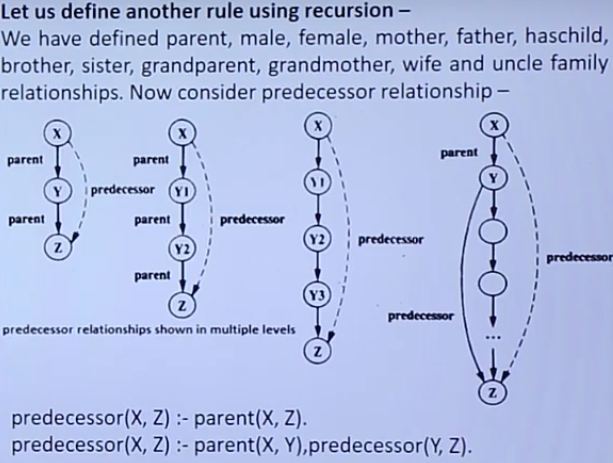 Let us define another rule using recursion –
We have defined parent, male, female, mother, father, haschild,
brother, sister, grandparent, grandmother, wife and uncle family
relationships. Now consider predecessor relationship –
X
parent
Y
predecessor
parent
Z
X
parent
Y1
parent
predecessor
Y2
parent
Z
X
Y1
Y2
predecessor
Y3
Z
X
parent
Y
predecessor
predecessor
...
Z
predecessor relationships shown in multiple levels
predecessor(X, Z) :- parent(X, Z).
predecessor(X, Z) :- parent(X, Y),predecessor(Y, Z).